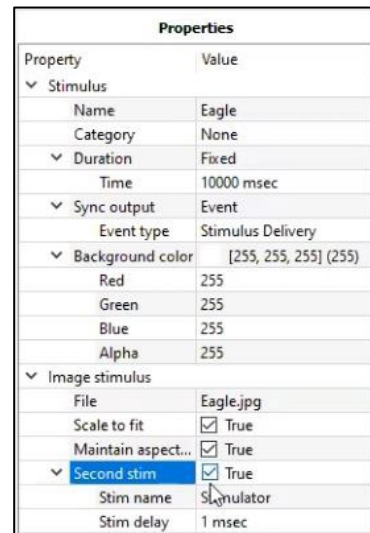 Properties
Property Value
Stimulus
Name Eagle
Category None
Duration Fixed
Time 10000 msec
Sync output Event
Event type Stimulus Delivery
Background color [255, 255, 255] (255)
Red 255
Green 255
Blue 255
Alpha 255
Image stimulus
File Eagle.jpg
Scale to fit True
Maintain aspect... True
Second stim True
Stim name
Stim delay 1 msec